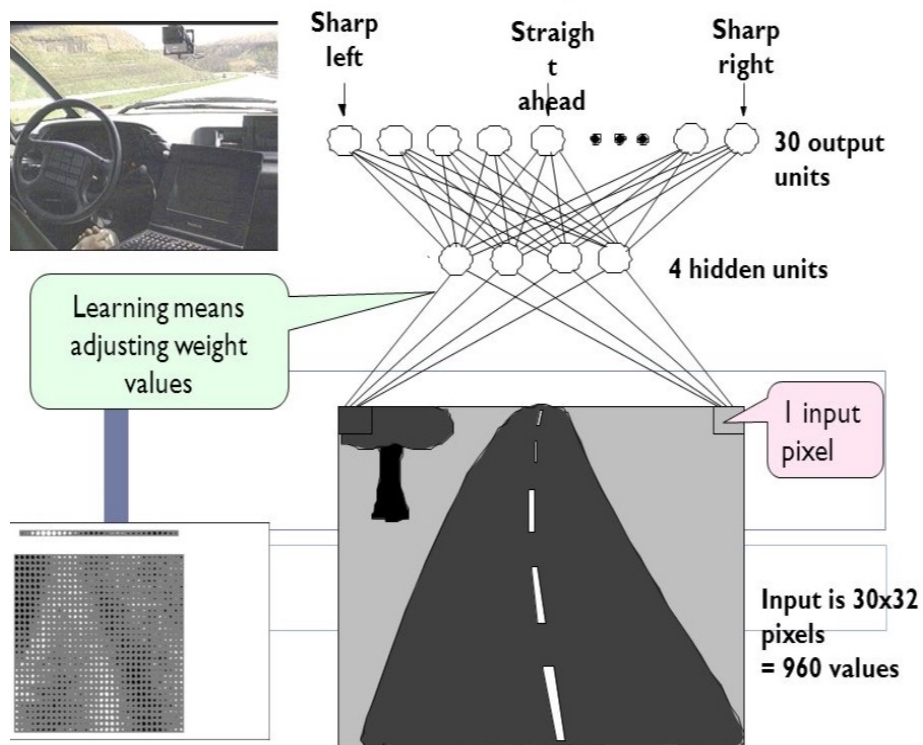 Sharp
left
Straigh
t
ahead
Sharp
right
30 output
units
4 hidden units
Learning means
adjusting weight
values
1 input
pixel
Input is 30x32
pixels
= 960 values